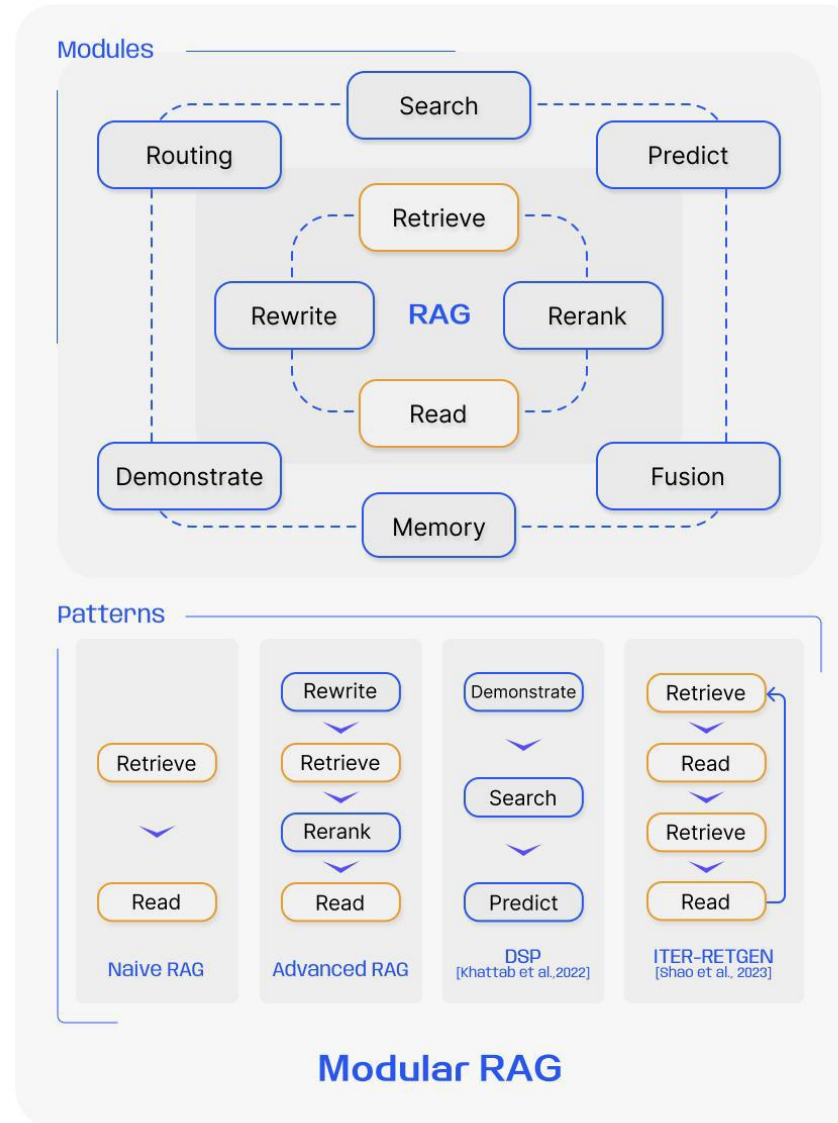 Modules
Search
Routing
Predict
Retrieve
Rewrite
RAG
Rerank
Read
Demonstrate
Fusion
Memory
Patterns
Retrieve
Read
Naive RAG
Rewrite
Retrieve
Rerank
Read
Advanced RAG
Demonstrate
Search
Predict
DSP
[Khattab et al.,2022]
Retrieve
Read
Retrieve
Read
ITER-RETGEN
[Shao et al., 2023]
Modular RAG